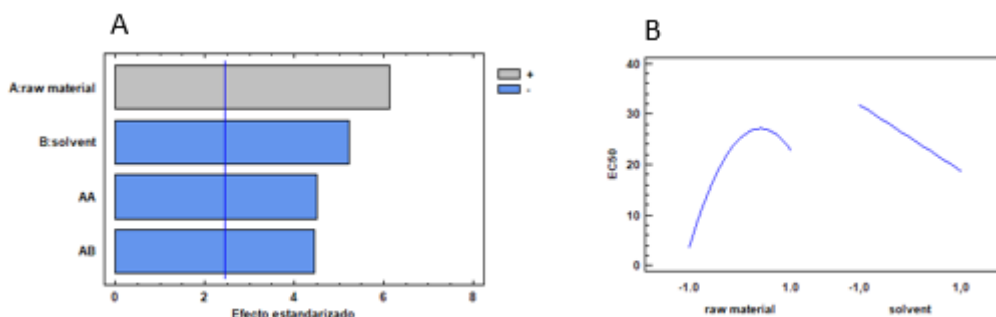 A
A:raw material
B:solvent
AA
AB
0 2 4 6 8
Efecto estandarizado
+
-
B
EC50
40
30
20
10
0
-1.0 1.0 -1,0 1,0
raw material solvent